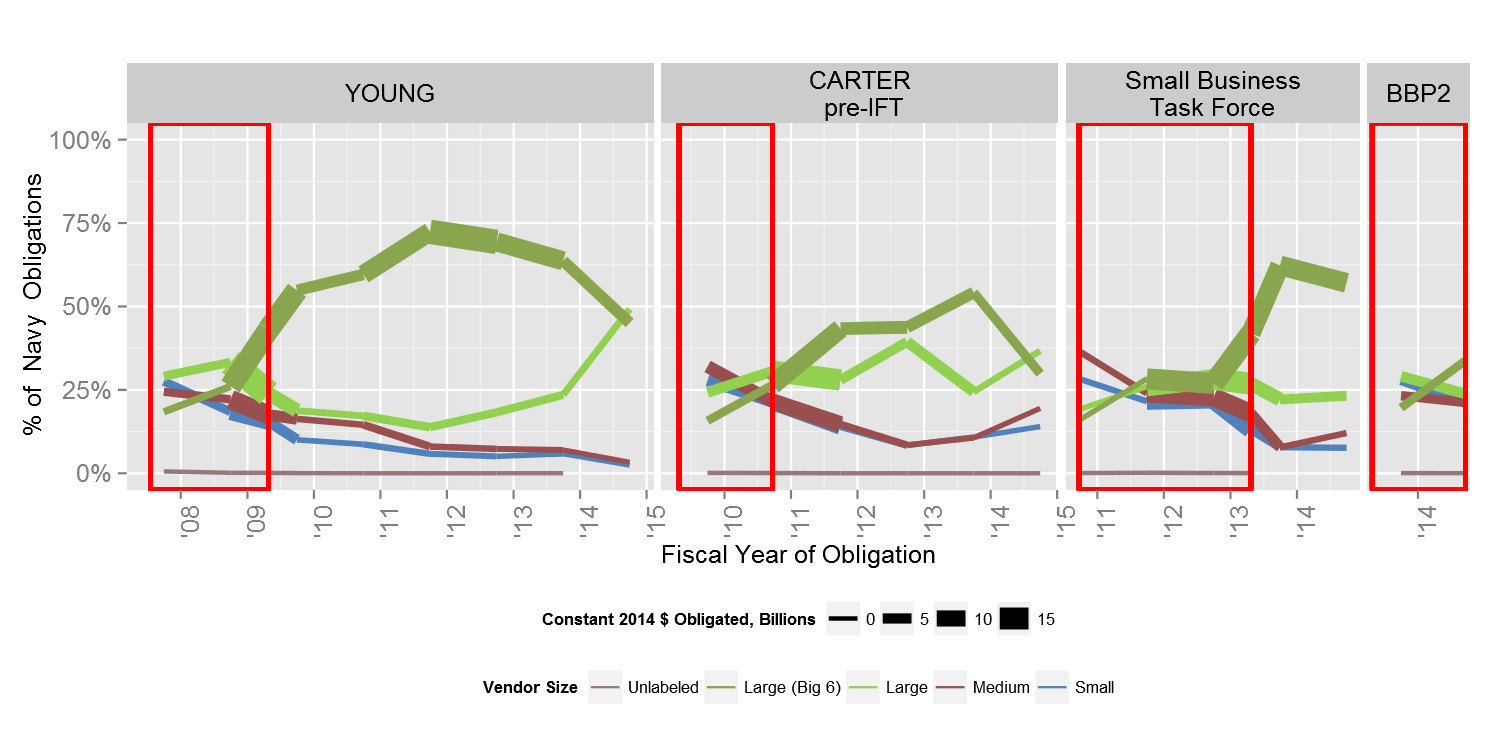 YOUNG
CARTER
pre-IFT
Small Business
Task Force
BBP2
% of Navy Obligations
100%
75%
50%
25%
0%
'08 '09 '10 '11 '12 '13 '14 '15
'10 '11 '12 '13 '14 '15
'11 '12 '13 '14
'14
Fiscal Year of Obligation
Constant 2014 $ Obligated, Billions 0 5 10 15
Vendor Size Unlabeled Large (Big 6) Large Medium Small